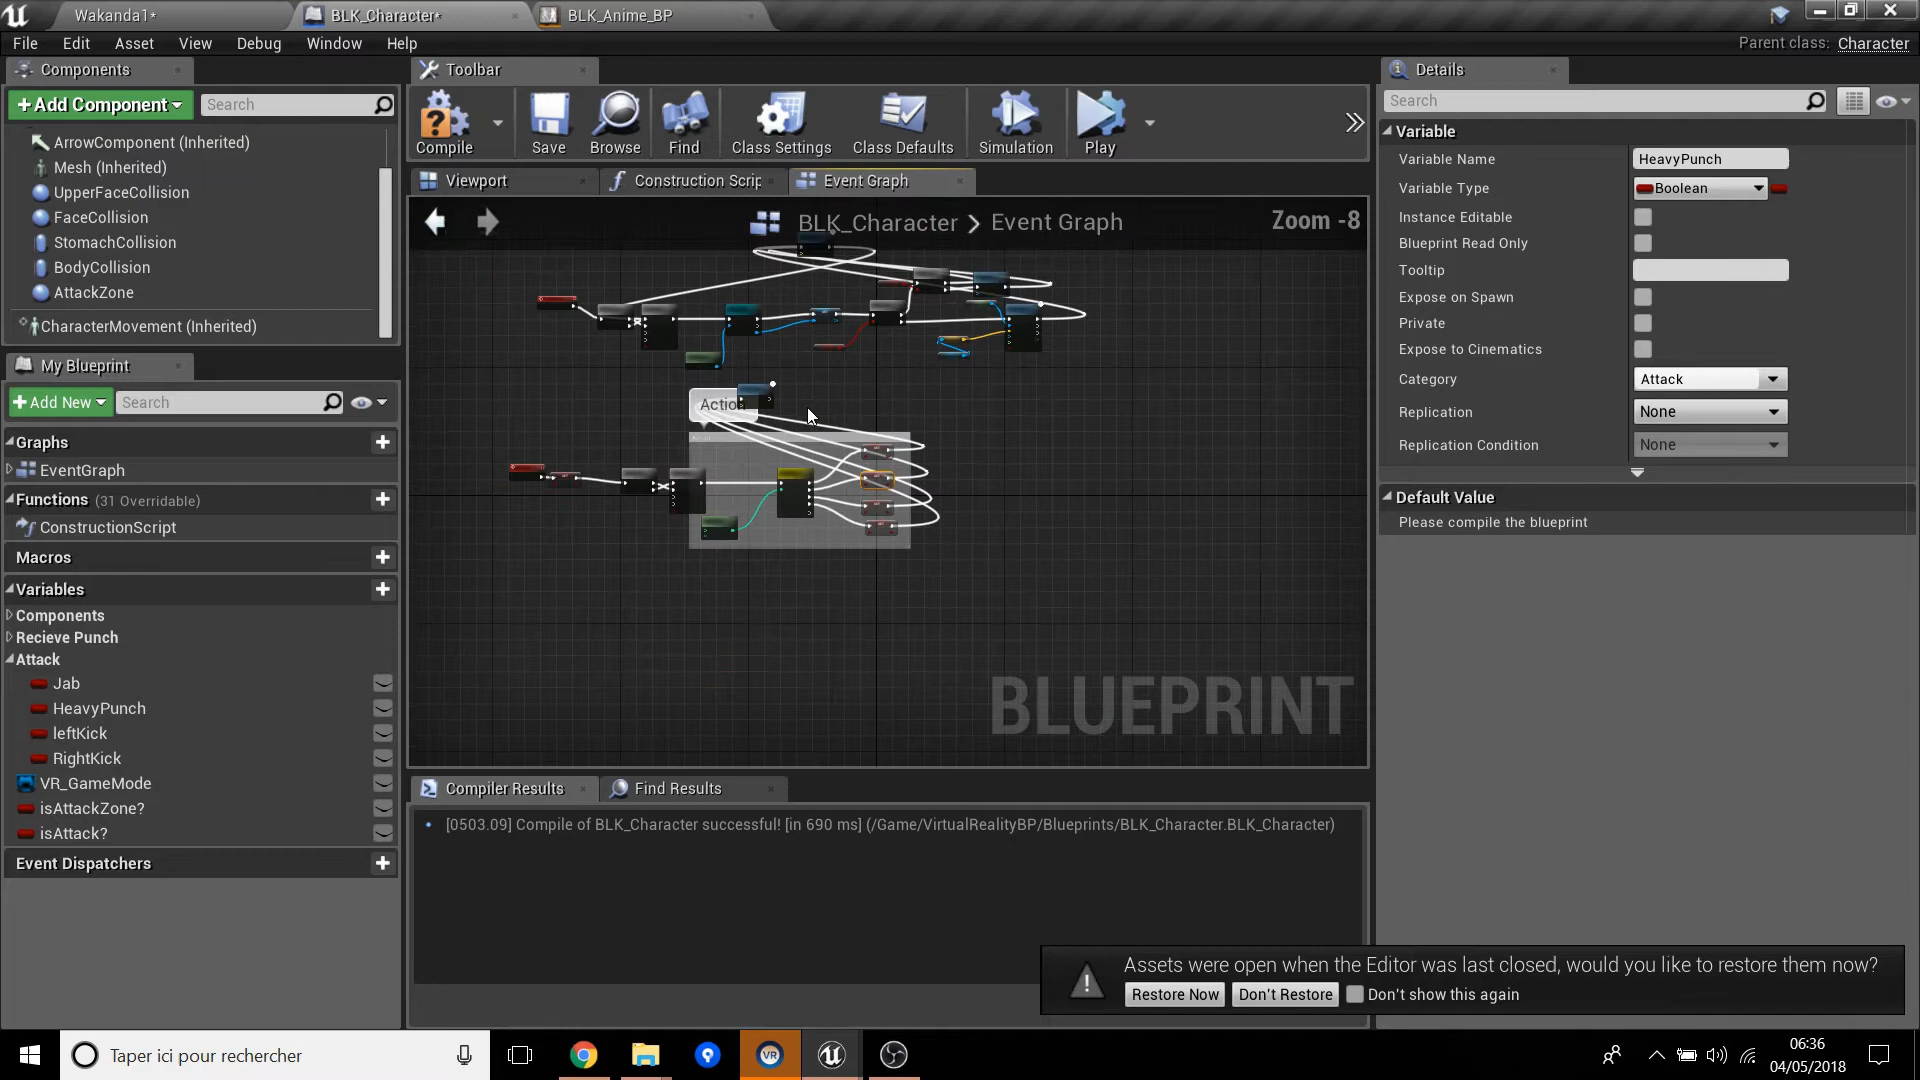 Wakanda1*
BLK_Character*
BLK_Anime_BP
File Edit Asset View Debug Window Help
Parent class: Character
Components
Toolbar
Details
+Add Component
Search
Search
ArrowComponent (Inherited)
Mesh (Inherited)
UpperFaceCollision
FaceCollision
StomachCollision
BodyCollision
AttackZone
CharacterMovement (Inherited)
Compile Save Browse Find Class Settings Class Defaults Simulation Play
Viewport
Construction Scrip
Event Graph
BLK_Character > Event Graph
Zoom -8
Actio
BLUEPRINT
Variable
Variable Name HeavyPunch
Variable Type Boolean
Instance Editable
Blueprint Read Only
Tooltip
Expose on Spawn
Private
Expose to Cinematics
Category Attack
Replication None
Replication Condition None
Default Value
Please compile the blueprint
My Blueprint
+Add New
Search
Graphs
EventGraph
Functions (31 Overridable)
ConstructionScript
Macros
Variables
Components
Recieve Punch
Attack
Jab
HeavyPunch
leftKick
RightKick
VR_GameMode
isAttackZone?
isAttack?
Event Dispatchers
Compiler Results
Find Results
[0503.09] Compile of BLK_Character successful! [in 690 ms] (/Game/VirtualRealityBP/Blueprints/BLK_Character.BLK_Character)
Assets were open when the Editor was last closed, would you like to restore them now?
Restore Now Don't Restore Don't show this again
Taper ici pour rechercher
VR
06:36
04/05/2018